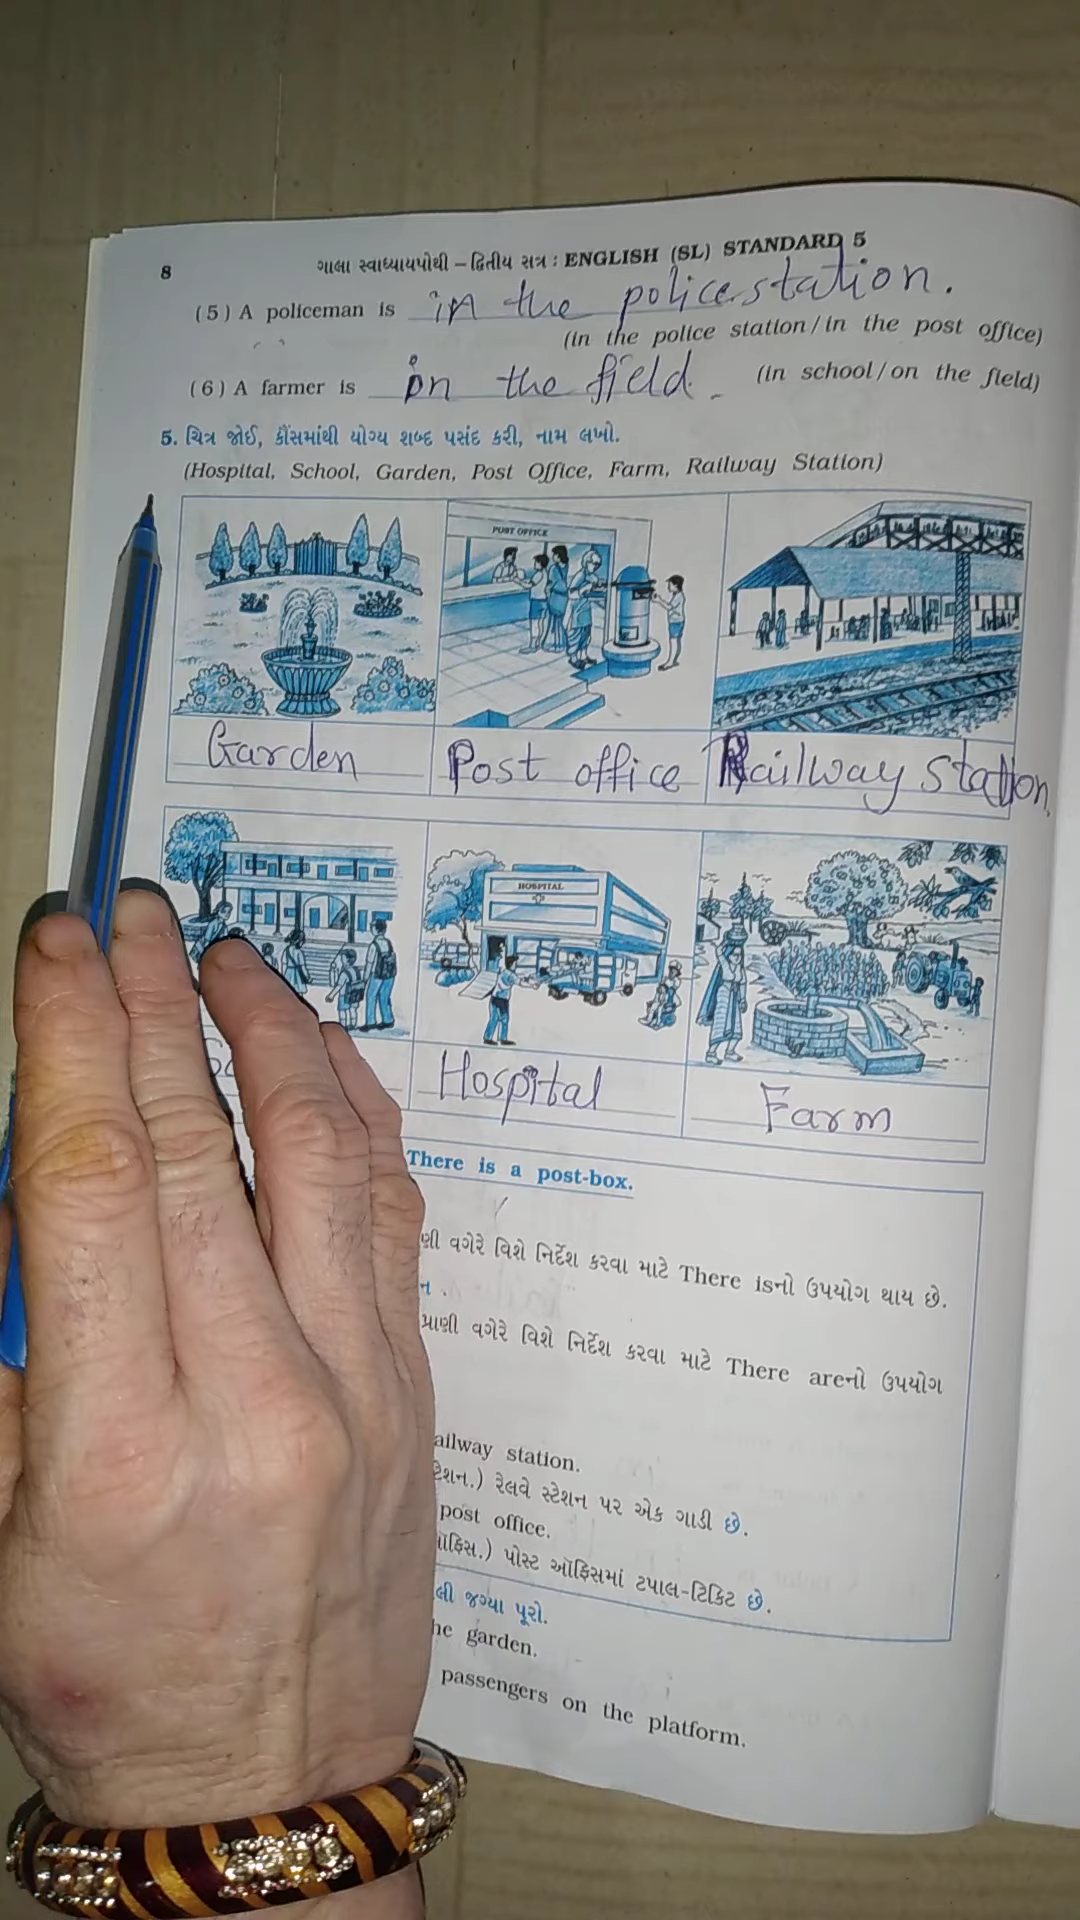 8 ગાલા સ્વાધ્યાયપોથી – દ્વિતીય સત્ર : ENGLISH (SL) STANDARD 5
(5) A policeman is in the police station.
(in the police station/in the post office)
(6) A farmer is on the field. (in school/on the field)
5. ચિત્ર જોઈ, કૌંસમાંથી યોગ્ય શબ્દ પસંદ કરી, નામ લખો.
(Hospital, School, Garden, Post Office, Farm, Railway Station)
POST OFFICE
Garden Post office Railway station.
HOSPITAL
Hospital Farm
There is a post-box.
વગેરે વિશે નિર્દેશ કરવા માટે There isનો ઉપયોગ થાય છે.
પ્રાણી વગેરે વિશે નિર્દેશ કરવા માટે There areનો ઉપયોગ
station.
રેલવે સ્ટેશન પર એક ગાડી છે.
post office.
પોસ્ટ ઑફિસમાં ટપાલ-ટિકિટ છે.
જગ્યા પૂરો.
garden.
passengers on the platform.